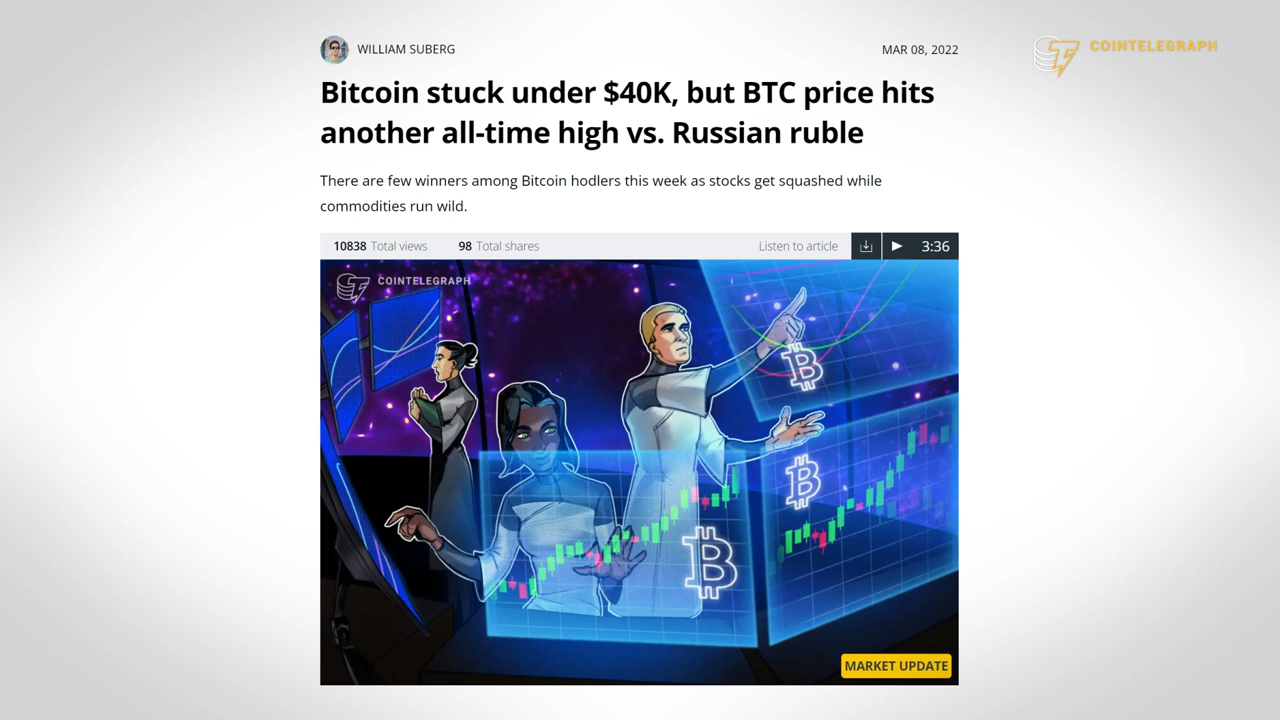 WILLIAM SUBERG
MAR 08, 2022
COINTELEGRAPH
Bitcoin stuck under $40K, but BTC price hits
another all-time high vs. Russian ruble
There are few winners among Bitcoin hodlers this week as stocks get squashed while
commodities run wild.
10838 Total views 98 Total shares Listen to article 3:36
COINTELEGRAPH
MARKET UPDATE